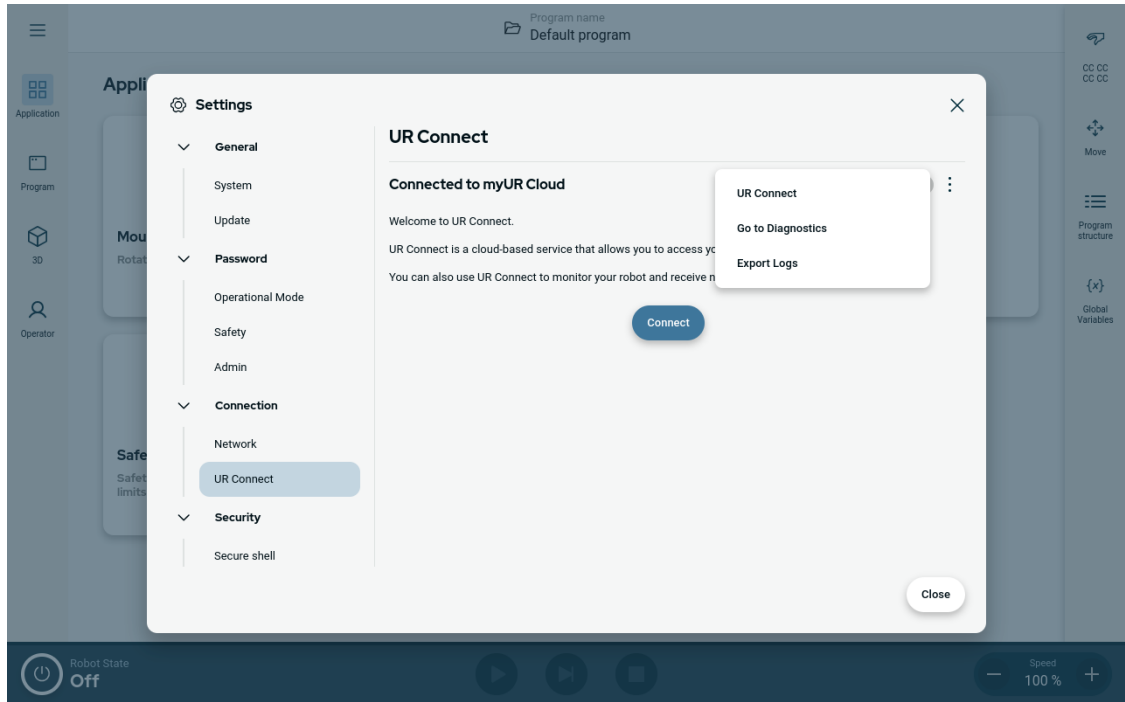 Program name
Default program
Application
Program
3D
Operator
Appli
Mou
Rotat
Safe
Safet
limits
Settings
General
System
Update
Password
Operational Mode
Safety
Admin
Connection
Network
UR Connect
Security
Secure shell
UR Connect
Connected to myUR Cloud
Welcome to UR Connect.
UR Connect is a cloud-based service that allows you to access yo
You can also use UR Connect to monitor your robot and receive n
UR Connect
Go to Diagnostics
Export Logs
Connect
Close
CC CC
CC CC
Move
Program
structure
{x}
Global
Variables
Robot State
Off
Speed
100 %